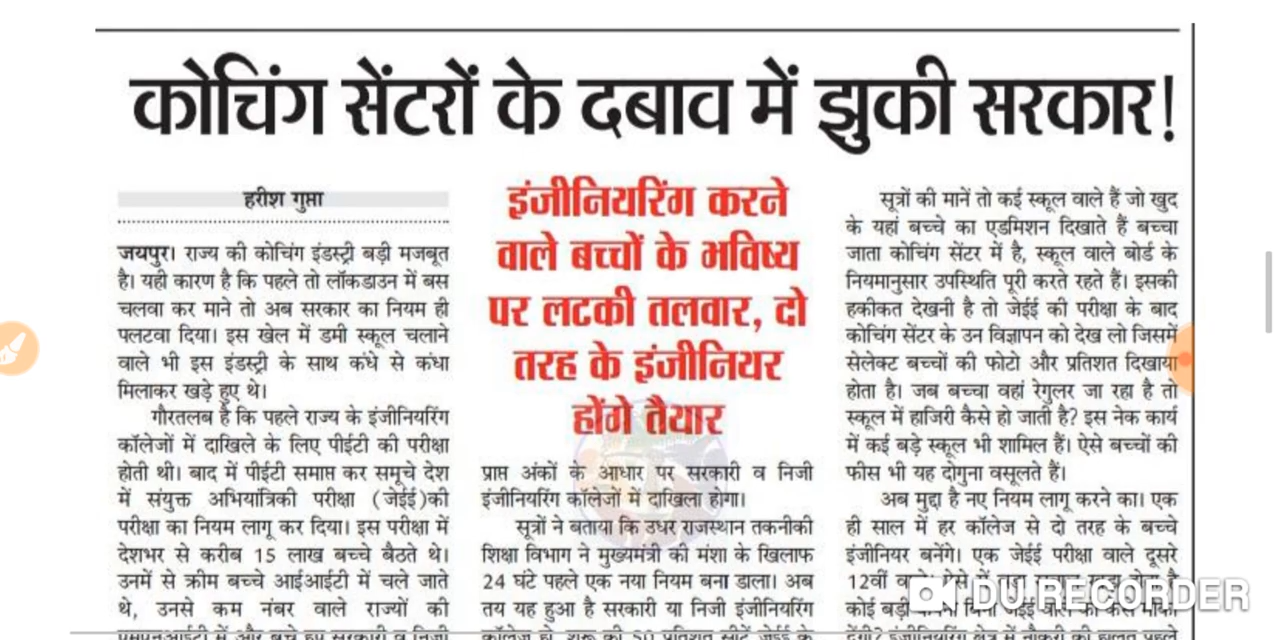 कोचिंग सेंटरों के दबाव में झुकी सरकार!
हरीश गुप्ता
जयपुर। राज्य की कोचिंग इंडस्ट्री बड़ी मजबूत
है। यही कारण है कि पहले तो लॉकडाउन में बस
चलवा कर माने तो अब सरकार का नियम ही
पलटवा दिया। इस खेल में डमी स्कूल चलाने
वाले भी इस इंडस्ट्री के साथ कंधे से कंधा
मिलाकर खड़े हुए थे।
गौरतलब है कि पहले राज्य के इंजीनियरिंग
कॉलेजों में दाखिले के लिए पीईटी की परीक्षा
होती थी। बाद में पीईटी समाप्त कर समूचे देश
में संयुक्त अभियांत्रिकी परीक्षा (जेईई)की
परीक्षा का नियम लागू कर दिया। इस परीक्षा में
देशभर से करीब 15 लाख बच्चे बैठते थे।
उनमें से क्रीम बच्चे आईआईटी में चले जाते
थे, उनसे कम नंबर वाले राज्यों की
इंजीनियरिंग करने
वाले बच्चों के भविष्य
पर लटकी तलवार, दो
तरह के इंजीनियर
होंगे तैयार
प्राप्त अंकों के आधार पर सरकारी व निजी
इंजीनियरिंग कॉलेजों में दाखिला होगा।
सूत्रों ने बताया कि उधर राजस्थान तकनीकी
शिक्षा विभाग ने मुख्यमंत्री की मंशा के खिलाफ
24 घंटे पहले एक नया नियम बना डाला। अब
तय यह हुआ है सरकारी या निजी इंजीनियरिंग
सूत्रों की मानें तो कई स्कूल वाले हैं जो खुद
के यहां बच्चे का एडमिशन दिखाते हैं बच्चा
जाता कोचिंग सेंटर में है, स्कूल वाले बोर्ड के
नियमानुसार उपस्थिति पूरी करते रहते हैं। इसकी
हकीकत देखनी है तो जेईई की परीक्षा के बाद
कोचिंग सेंटर के उन विज्ञापन को देख लो जिसमें
सेलेक्ट बच्चों की फोटो और प्रतिशत दिखाया
होता है। जब बच्चा वहां रेगुलर जा रहा है तो
स्कूल में हाजिरी कैसे हो जाती है? इस नेक कार्य
में कई बड़े स्कूल भी शामिल हैं। ऐसे बच्चों की
फीस भी यह दोगुना वसूलते हैं।
अब मुद्दा है नए नियम लागू करने का। एक
ही साल में हर कॉलेज से दो तरह के बच्चे
इंजीनियर बनेंगे। एक जेईई परीक्षा वाले दूसरे
12वीं
कोई बड़ी
DU RECORDER